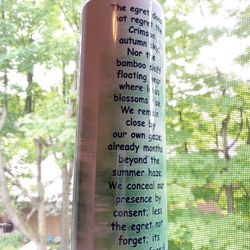 The egret does
not regret the
Crimson
autumn sky.
Nor the
bamboo skiff
floating near
where lotus
blossoms rise.
We remain
close by
our own gaze,
already months
beyond the
summer haze.
We conceal our
presence by
consent; less
the egret not
forget; its